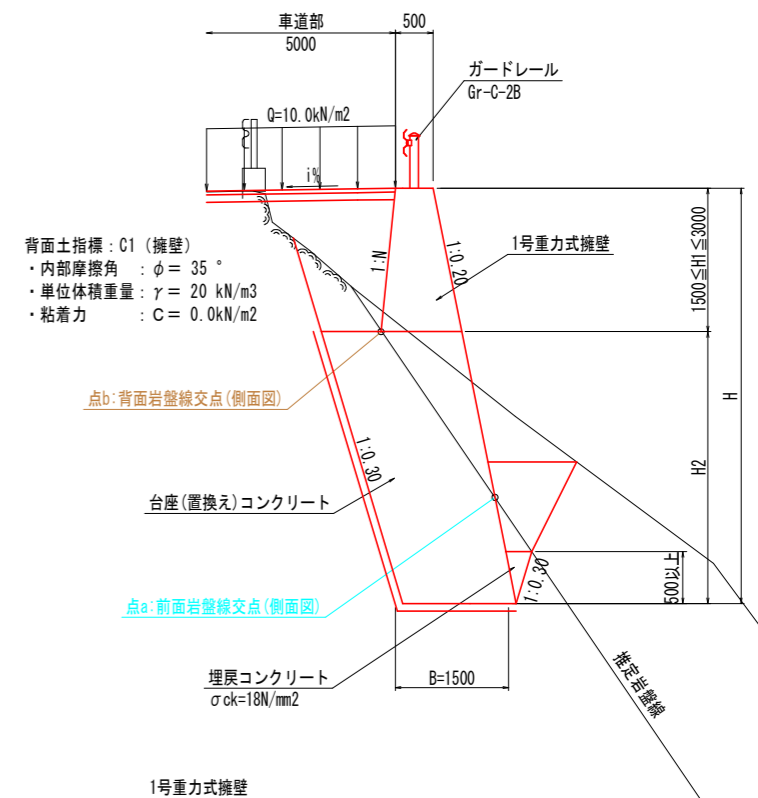 車道部
5000
500
ガードレール
Gr-C-2B
Q=10.0kN/m2
i%
背面土指標：C1（擁壁）
・内部摩擦角　：φ＝ 35 °
・単位体積重量：γ＝ 20 kN/m3
・粘着力　　　：C＝ 0.0kN/m2
1:N
1:0.20
1号重力式擁壁
1500≦H1≦3000
H
H2
点b:背面岩盤線交点(側面図)
1:0.30
台座(置換え)コンクリート
点a:前面岩盤線交点(側面図)
1:0.30
500以上
埋戻コンクリート
σck=18N/mm2
B=1500
推定岩盤線
1号重力式擁壁